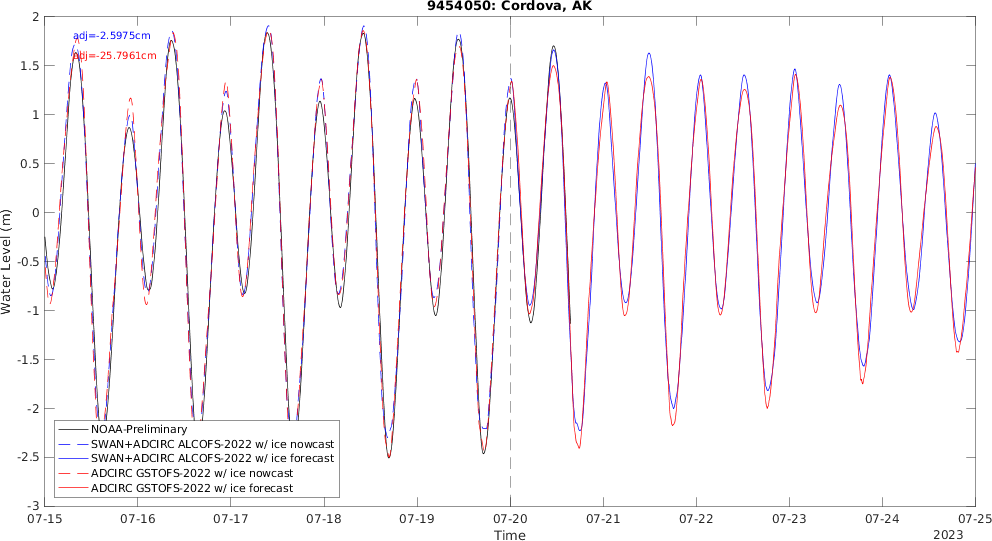 9454050: Cordova, AK
adj=-2.5975cm
adj=-25.7961cm
Water Level (m)
2
1.5
1
0.5
0
-0.5
-1
-1.5
-2
-2.5
-3
NOAA-Preliminary
SWAN+ADCIRC ALCOFS-2022 w/ ice nowcast
SWAN+ADCIRC ALCOFS-2022 w/ ice forecast
ADCIRC GSTOFS-2022 w/ ice nowcast
ADCIRC GSTOFS-2022 w/ ice forecast
07-15 07-16 07-17 07-18 07-19 07-20 07-21 07-22 07-23 07-24 07-25
Time
2023